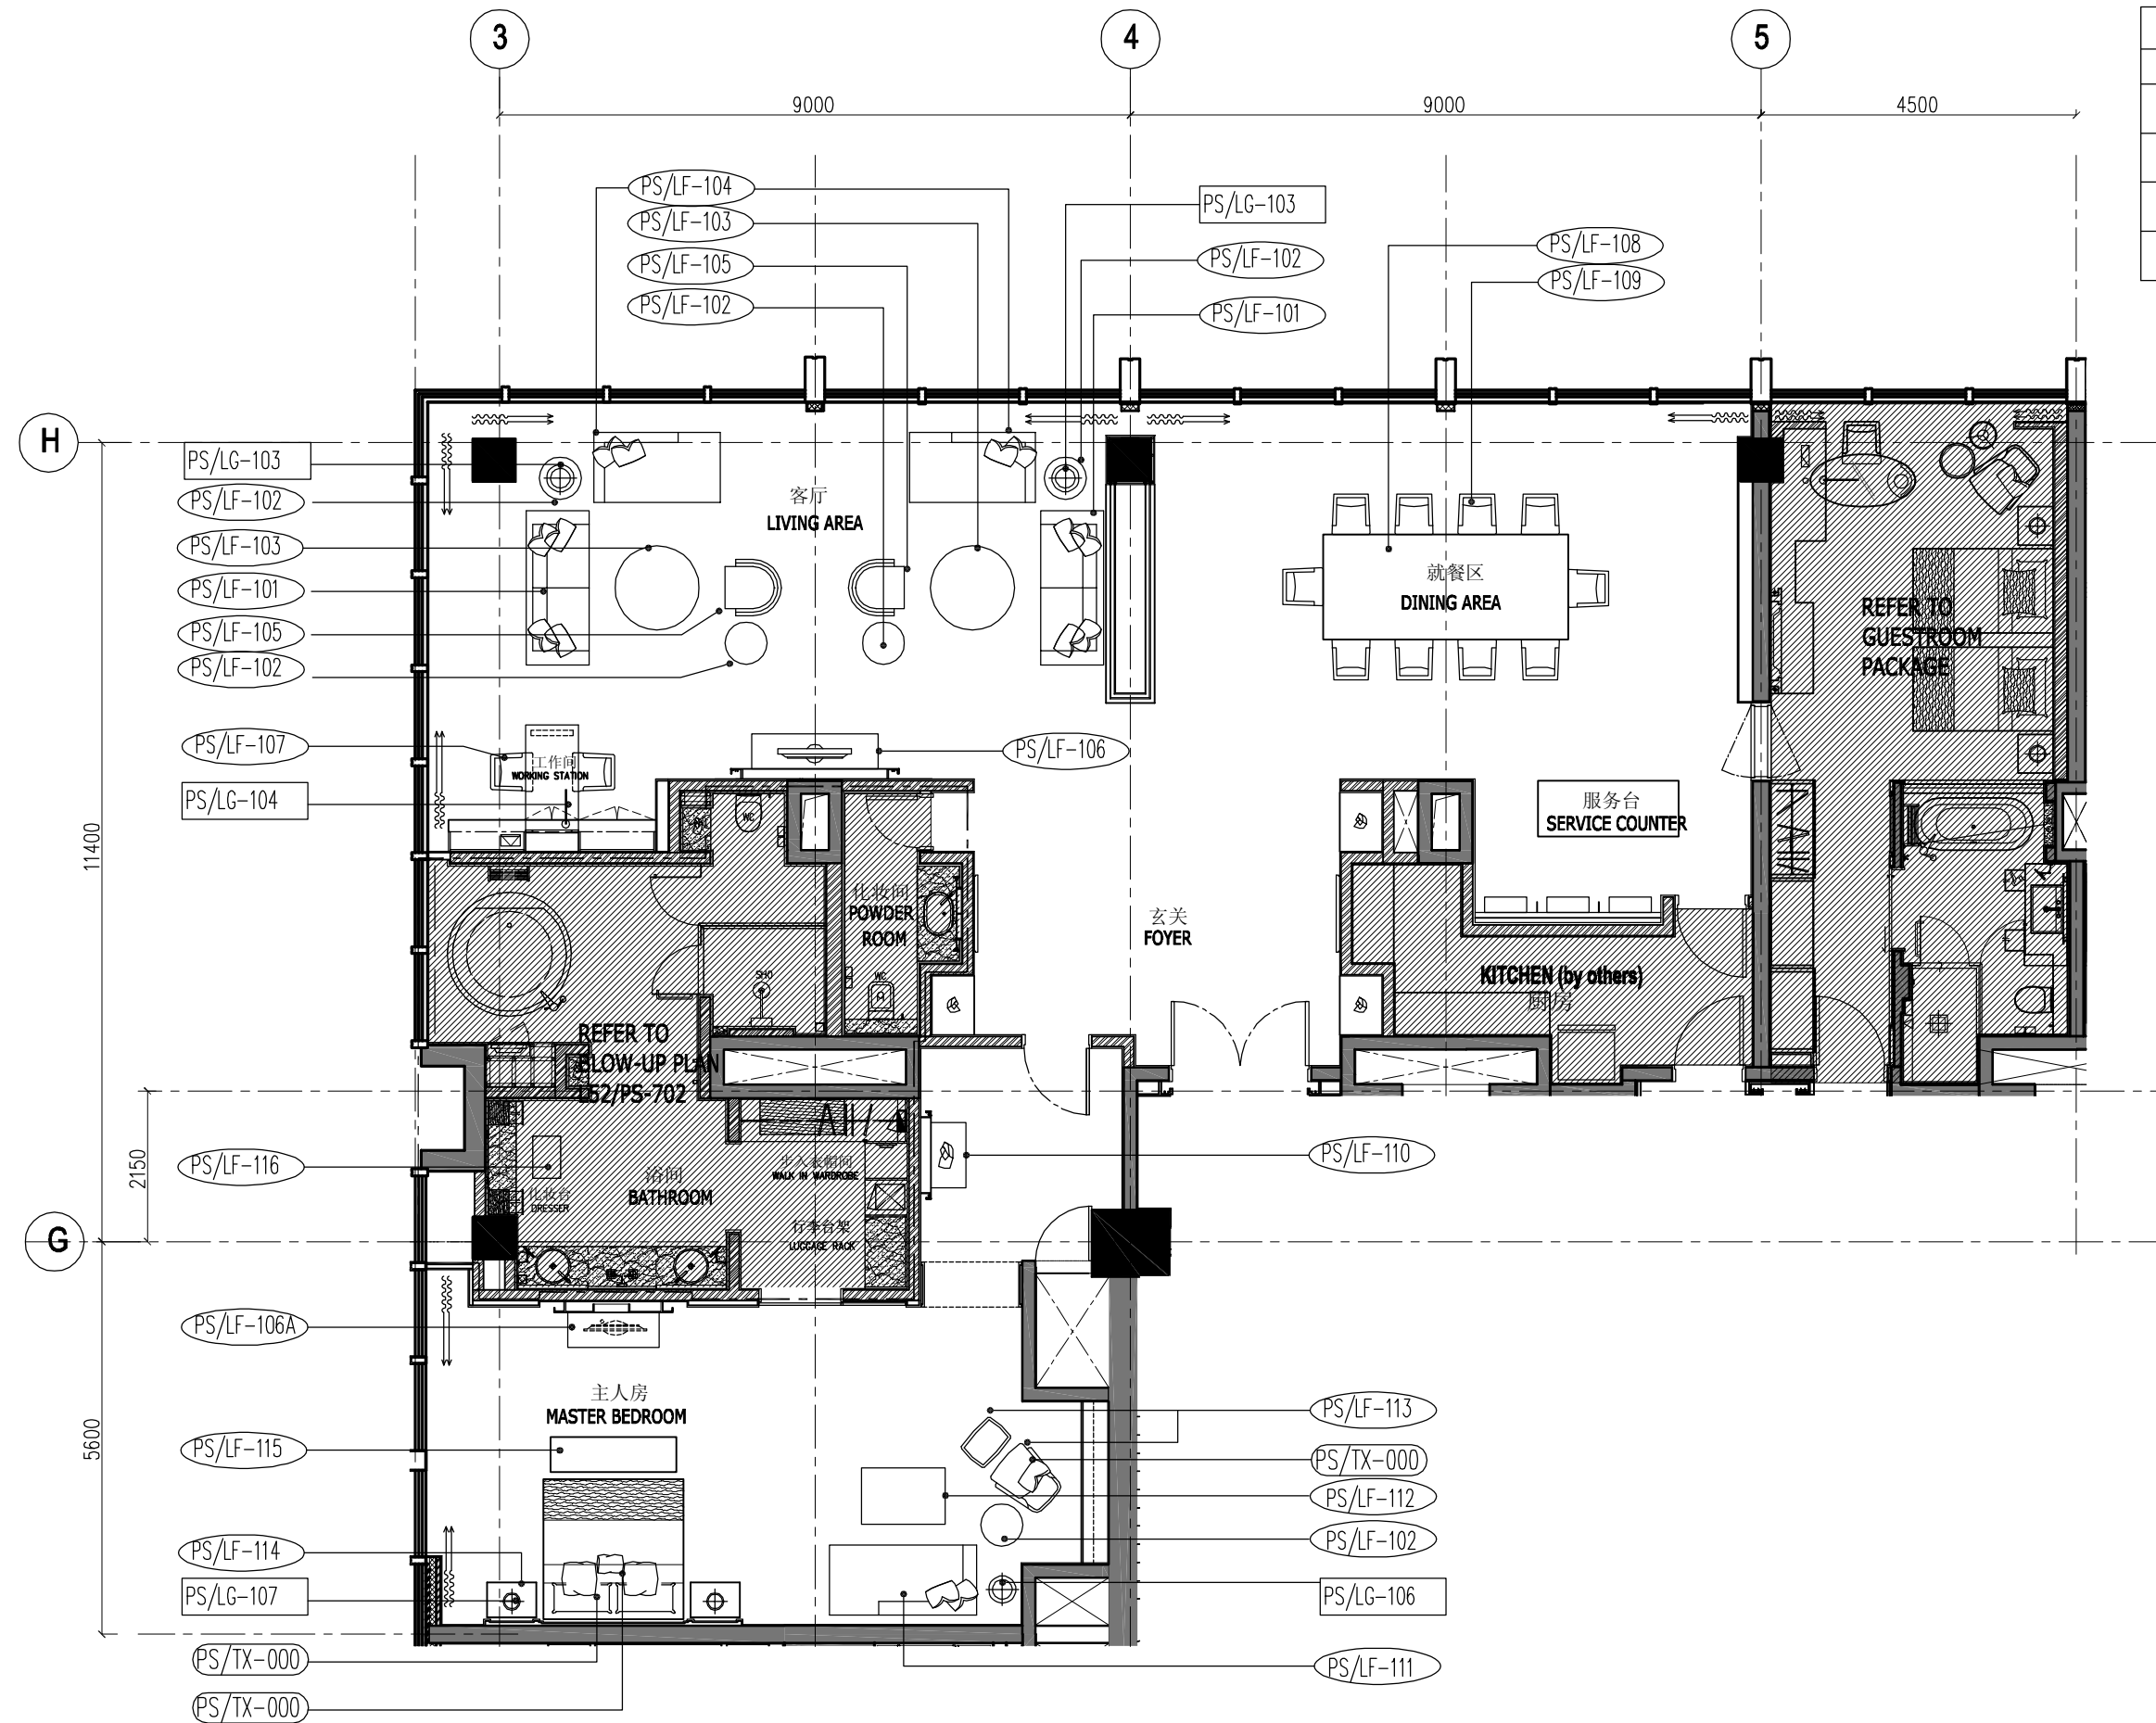 3
4
5
9000
9000
4500
PS/LF-104
PS/LF-103
PS/LF-105
PS/LF-102
PS/LG-103
PS/LF-102
PS/LF-101
PS/LF-108
PS/LF-109
H
PS/LG-103
PS/LF-102
PS/LF-103
PS/LF-101
PS/LF-105
PS/LF-102
PS/LF-107
PS/LG-104
客厅
LIVING AREA
就餐区
DINING AREA
REFER TO
GUESTROOM
PACKAGE
PS/LF-106
工作间
WORKING STATION
服务台
SERVICE COUNTER
WC
11400
化妆间
POWDER
ROOM
玄关
FOYER
WC
SHO
KITCHEN (by others)
厨房
REFER TO
BLOW-UP PLAN
L52/PS-702
2150
PS/LF-116
化妆台
DRESSER
浴间
BATHROOM
步入衣帽间
WALK IN WARDROBE
行李台架
LUGGAGE RACK
PS/LF-110
G
PS/LF-106A
主人房
MASTER BEDROOM
5600
PS/LF-115
PS/LF-114
PS/LG-107
PS/TX-000
PS/TX-000
PS/LF-113
PS/TX-000
PS/LF-112
PS/LF-102
PS/LG-106
PS/LF-111